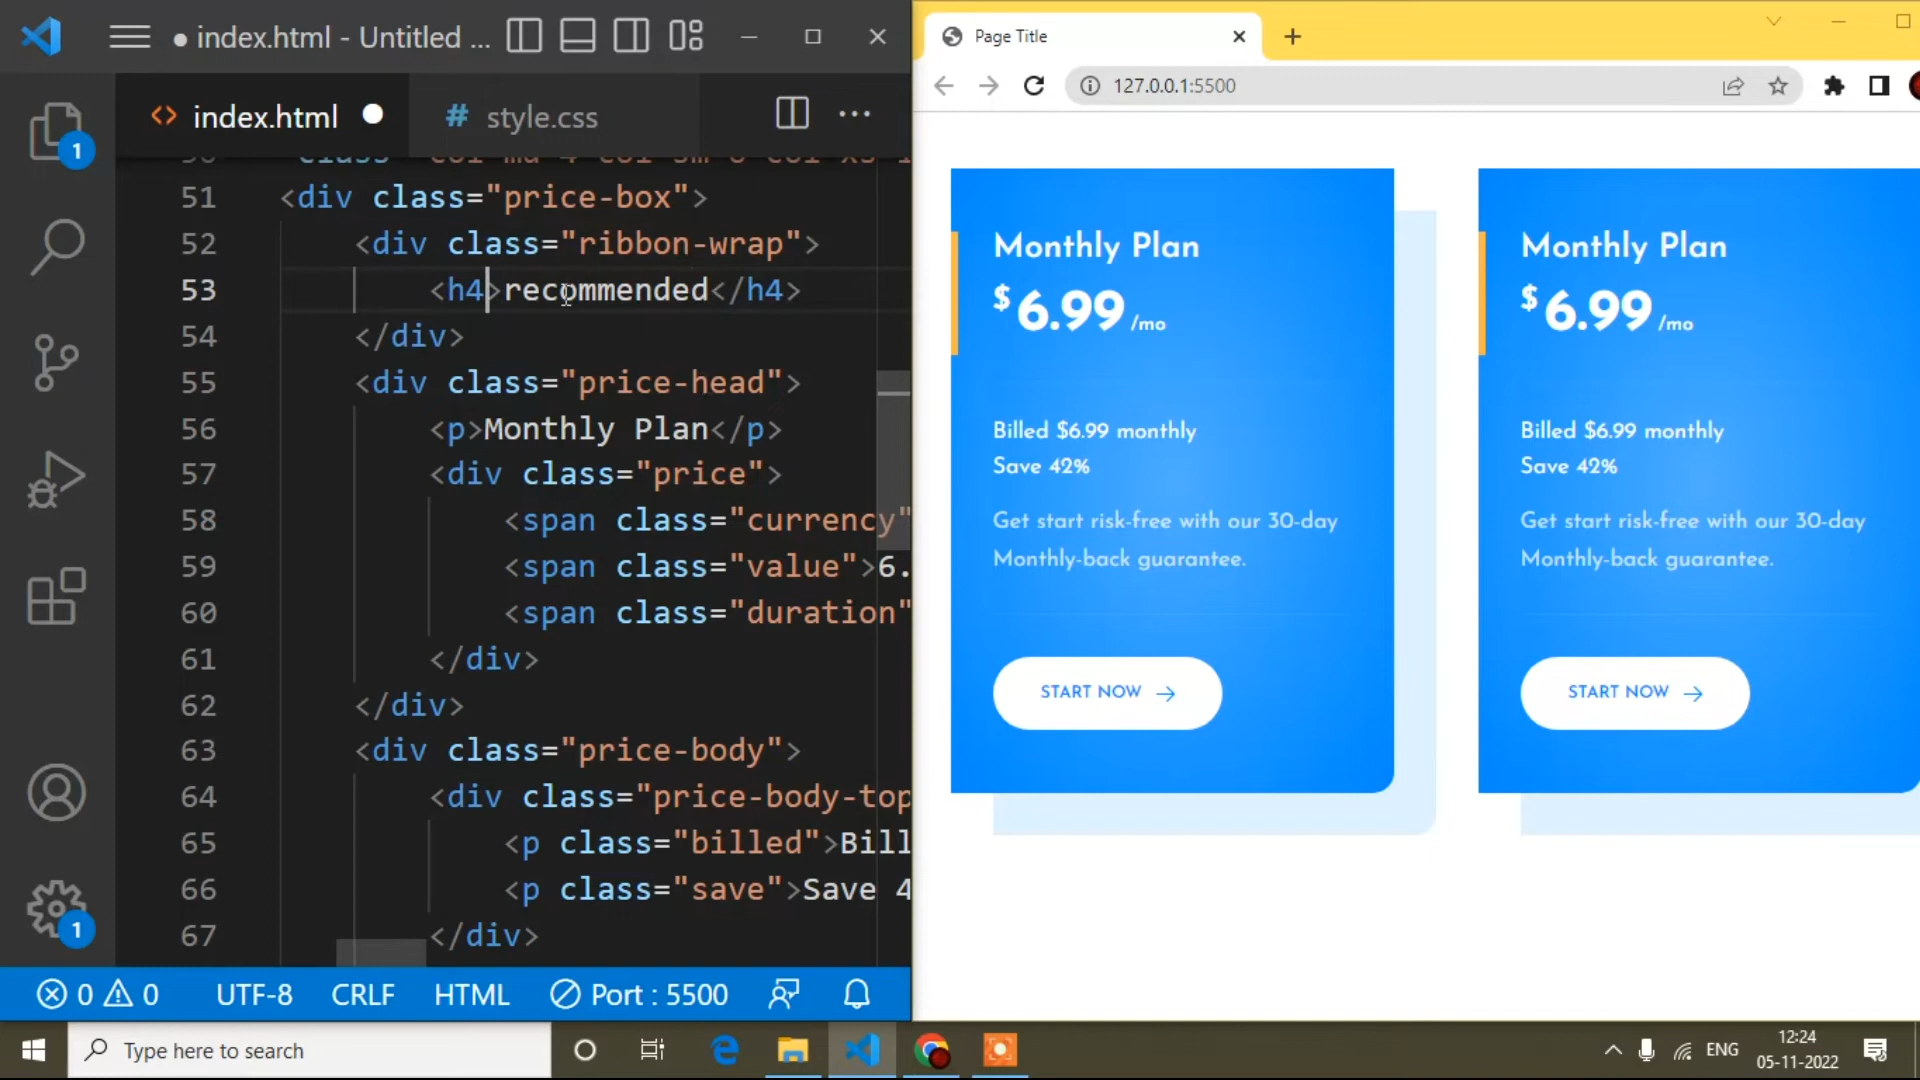 index.html - Untitled ...
index.html
# style.css
51 <div class="price-box">
52 <div class="ribbon-wrap">
53 <h4>recommended</h4>
54 </div>
55 <div class="price-head">
56 <p>Monthly Plan</p>
57 <div class="price">
58 <span class="currency"
59 <span class="value">6.
60 <span class="duration"
61 </div>
62 </div>
63 <div class="price-body">
64 <div class="price-body-top
65 <p class="billed">Bill
66 <p class="save">Save 4
67 </div>
1
1
0 0 UTF-8 CRLF HTML Port : 5500
Page Title
127.0.0.1:5500
Monthly Plan
$6.99 /mo
Billed $6.99 monthly
Save 42%
Get start risk-free with our 30-day
Monthly-back guarantee.
START NOW
Monthly Plan
$6.99 /mo
Billed $6.99 monthly
Save 42%
Get start risk-free with our 30-day
Monthly-back guarantee.
START NOW
Type here to search
ENG
12:24
05-11-2022